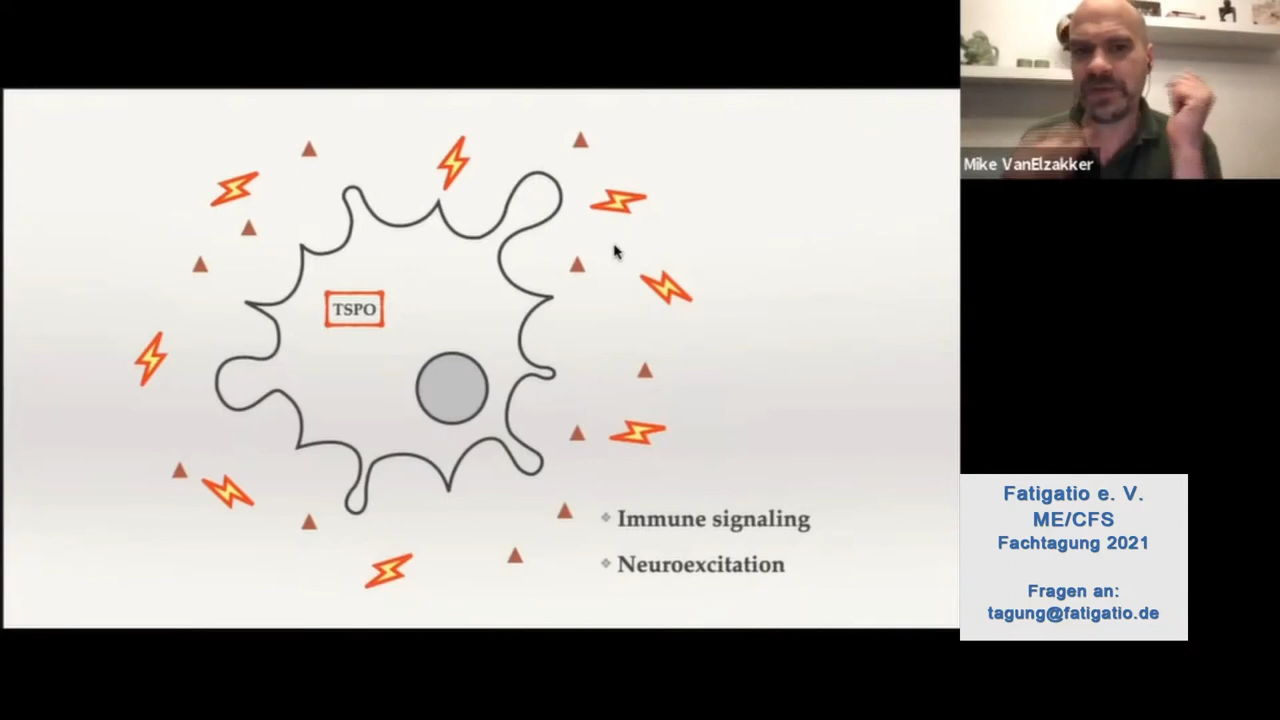 TSPO
Immune signaling
Neuroexcitation
Mike VanElzakker
Fatigatio e. V.
ME/CFS
Fachtagung 2021
Fragen an:
tagung@fatigatio.de